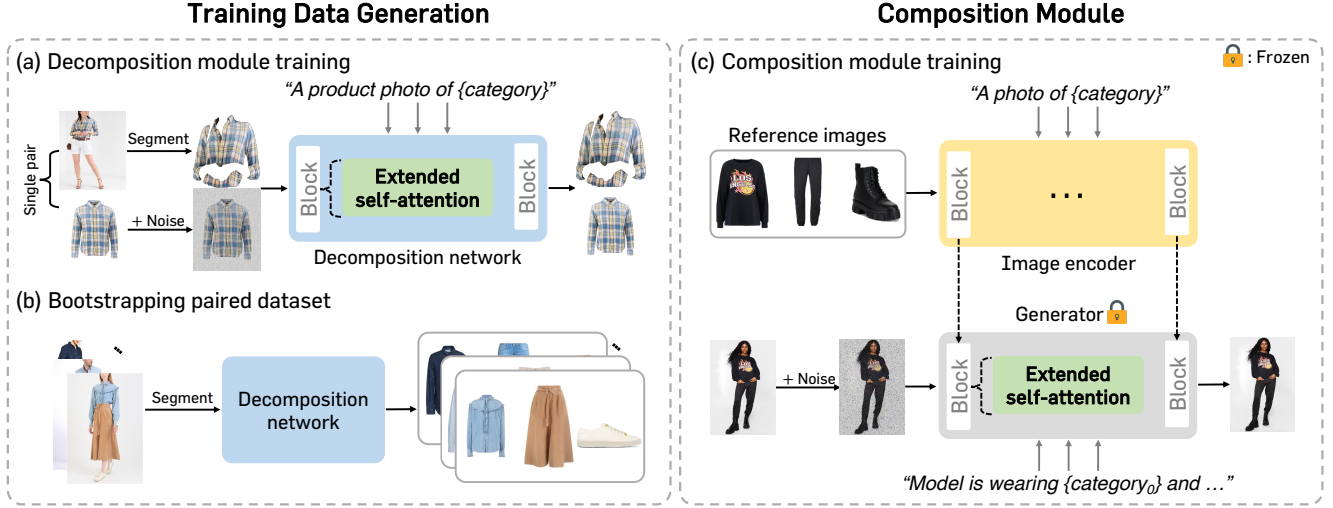 Training Data Generation
(a) Decomposition module training
“A product photo of {category}”
Single pair
Segment
+ Noise
Block
Extended
self-attention
Block
Decomposition network
(b) Bootstrapping paired dataset
...
Segment
Decomposition
network
...
Composition Module
(c) Composition module training
: Frozen
“A photo of {category}”
Reference images
LOS
ANGELES
Block
...
Block
Image encoder
Generator
+ Noise
Block
Extended
self-attention
Block
“Model is wearing {category₀} and …”